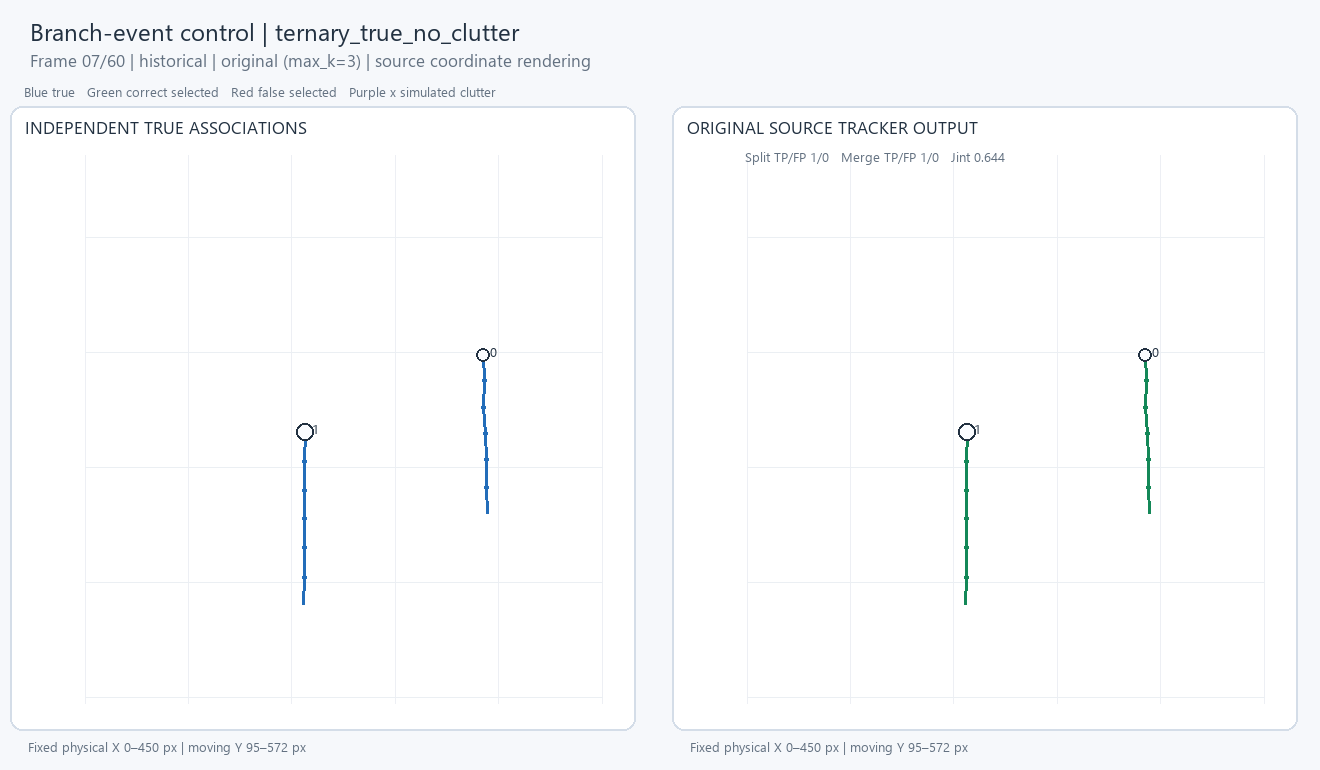 Branch-event control | ternary_true_no_clutter
Frame 07/60 | historical | original (max_k=3) | source coordinate rendering
Blue true   Green correct selected   Red false selected   Purple x simulated clutter
INDEPENDENT TRUE ASSOCIATIONS
0
1
Fixed physical X 0–450 px | moving Y 95–572 px
ORIGINAL SOURCE TRACKER OUTPUT
Split TP/FP 1/0   Merge TP/FP 1/0   Jint 0.644
0
1
Fixed physical X 0–450 px | moving Y 95–572 px